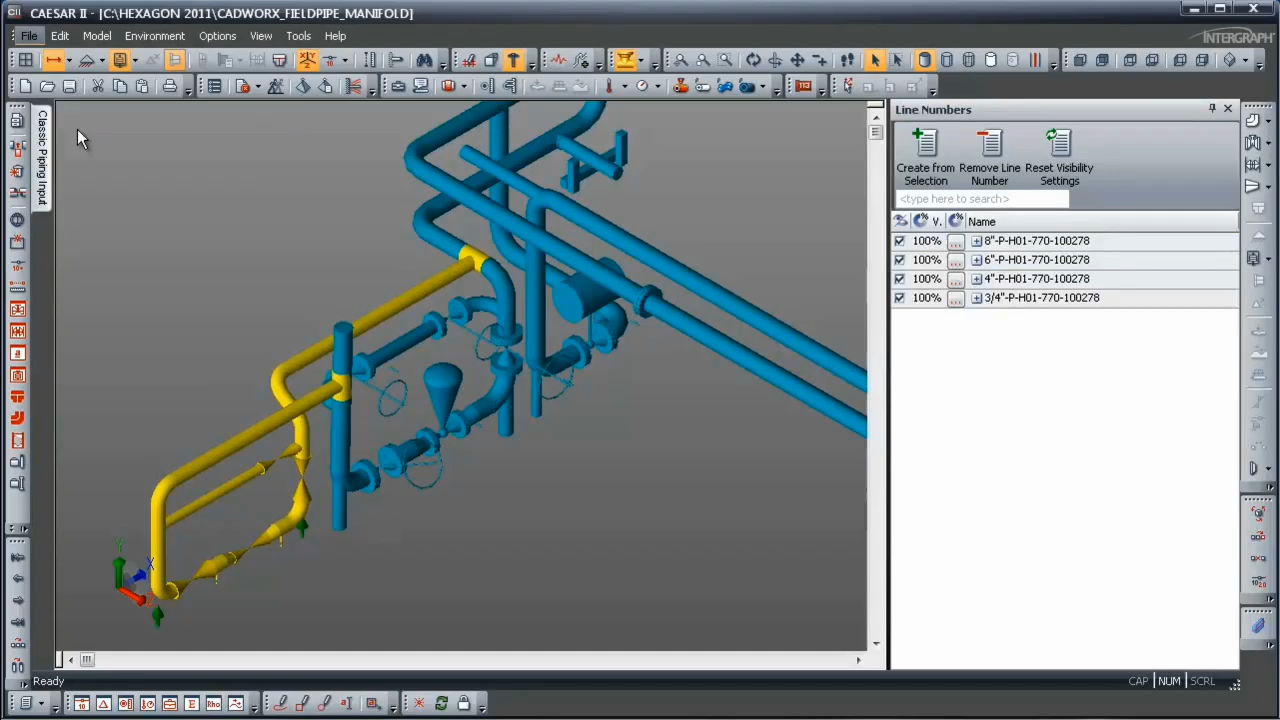 CAESAR II - [C:\HEXAGON 2011\CADWORX_FIELDPIPE_MANIFOLD]
File Edit Model Environment Options View Tools Help
INTERGRAPH
Classic Piping Input
Line Numbers
Create from Selection
Remove Line Number
Reset Visibility Settings
<type here to search>
V. Name
100% ... 8"-P-H01-770-100278
100% ... 6"-P-H01-770-100278
100% ... 4"-P-H01-770-100278
100% ... 3/4"-P-H01-770-100278
Y
X
Ready
CAP NUM SCRL